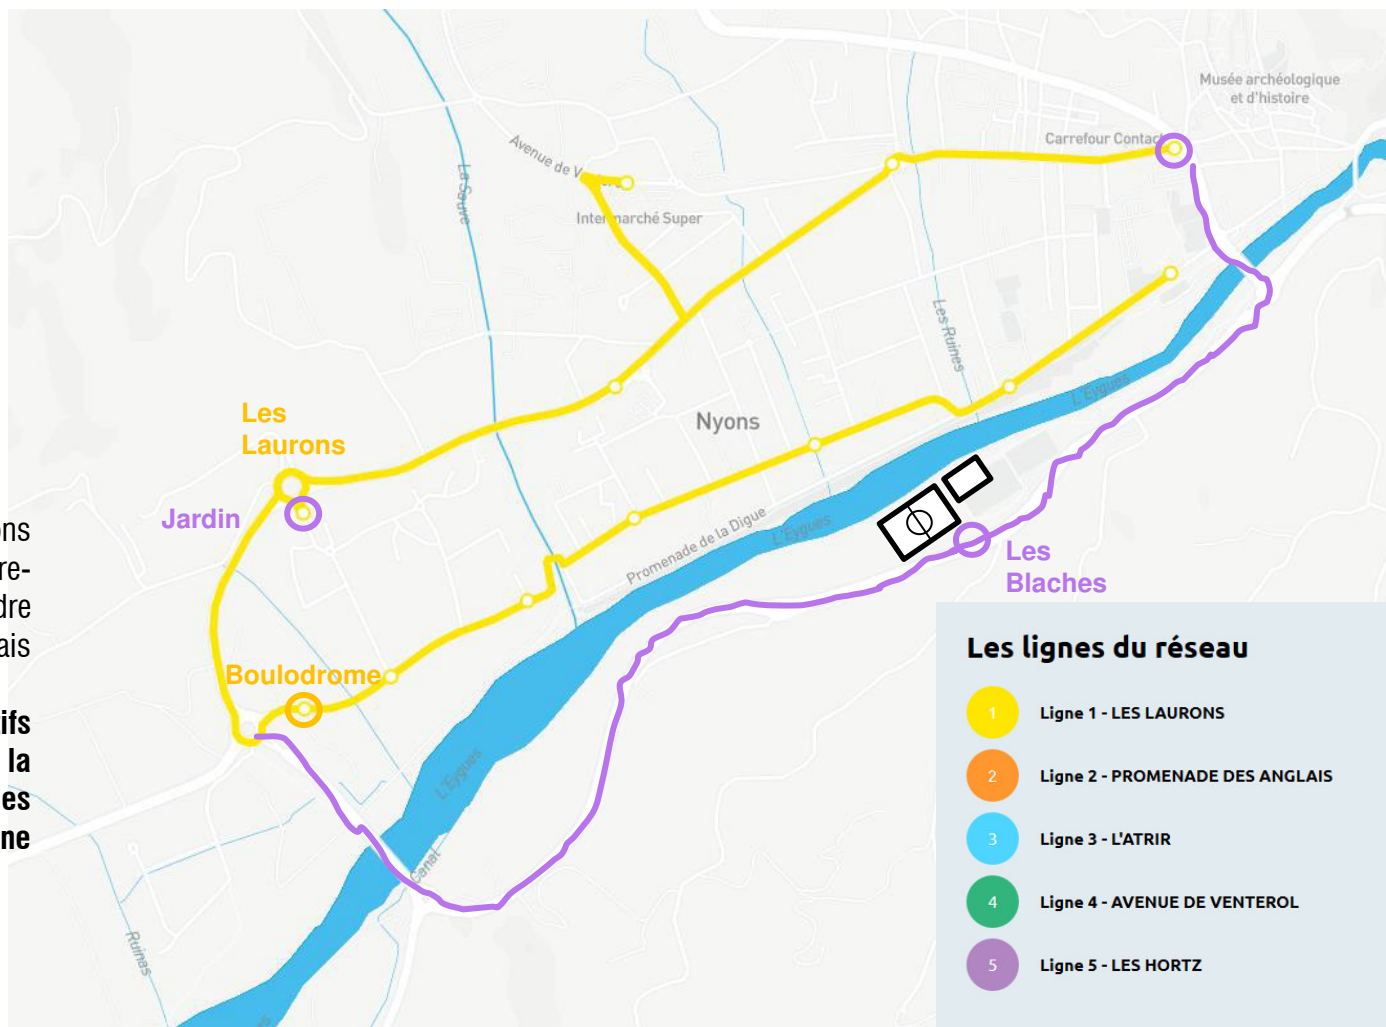 Musée archéologique
et d'histoire
Carrefour Contact
Avenue de
La Sauve
Intermarché Super
Les Ruines
L'Eygues
Les
Laurons
Nyons
Jardin
Promenade de la Digue
L'Eygues
Les
Blaches
ons
re-
dre
ais
Boulodrome
tifs
la
es
ne
L'Eygues
Canal
Ruinas
Les lignes du réseau
1 Ligne 1 - LES LAURONS
2 Ligne 2 - PROMENADE DES ANGLAIS
3 Ligne 3 - L'ATRIR
4 Ligne 4 - AVENUE DE VENTEROL
5 Ligne 5 - LES HORTZ